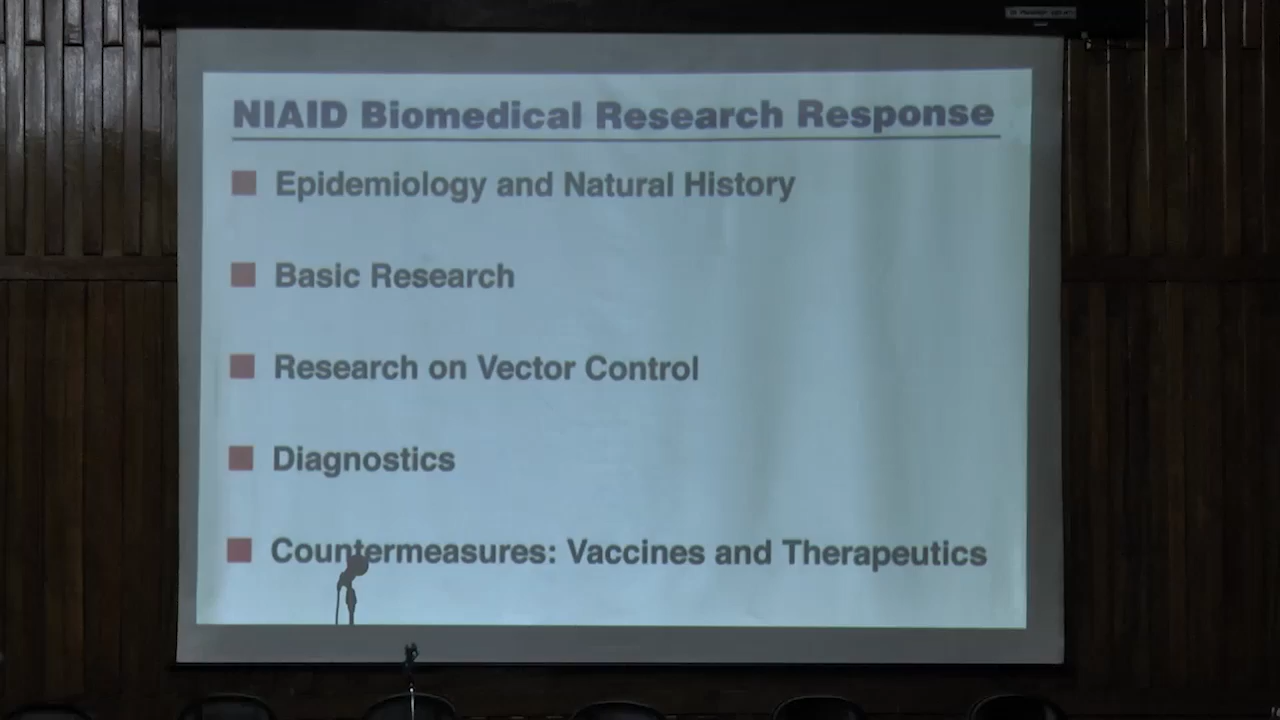 NIAID Biomedical Research Response
Epidemiology and Natural History
Basic Research
Research on Vector Control
Diagnostics
Countermeasures: Vaccines and Therapeutics